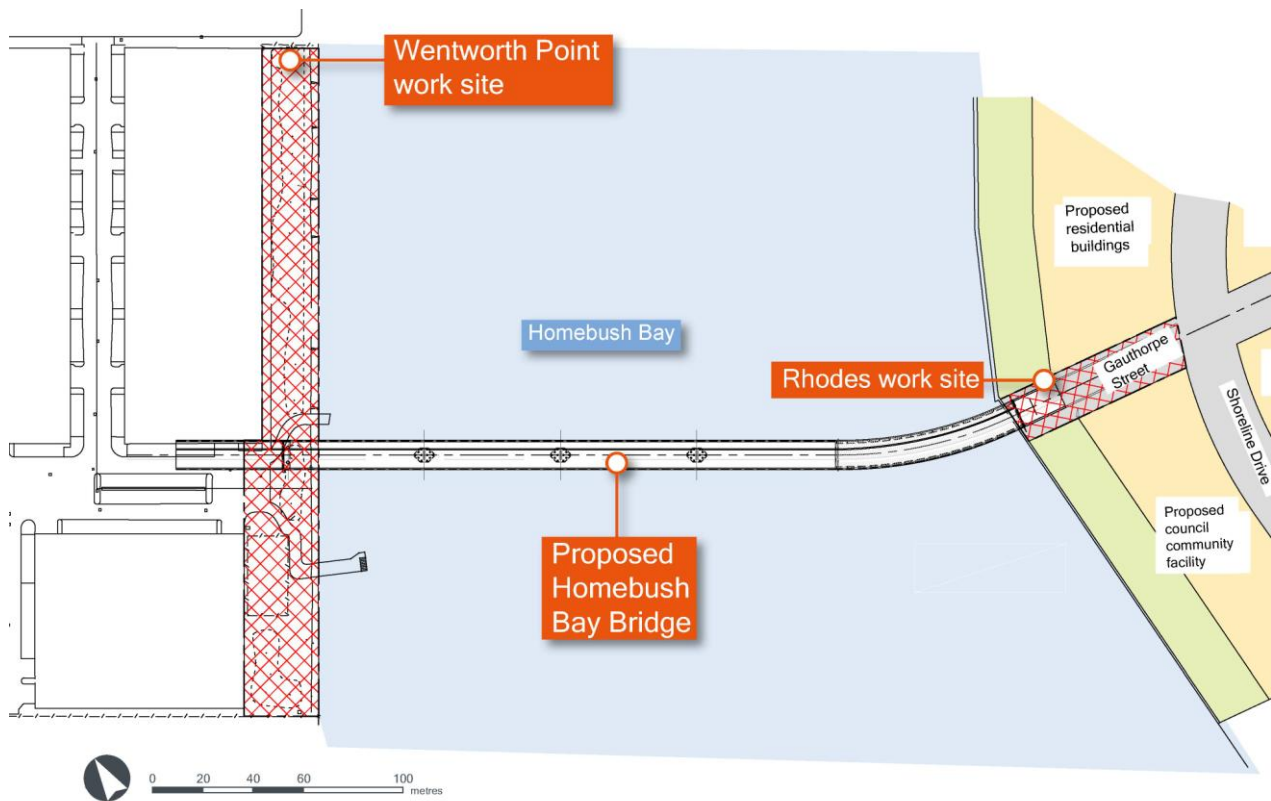 Wentworth Point
work site
Proposed
residential
buildings
Homebush Bay
Rhodes work site
Gauthorpe
Street
Shoreline Drive
Proposed
council
community
facility
Proposed
Homebush
Bay Bridge
0 20 40 60 100
metres